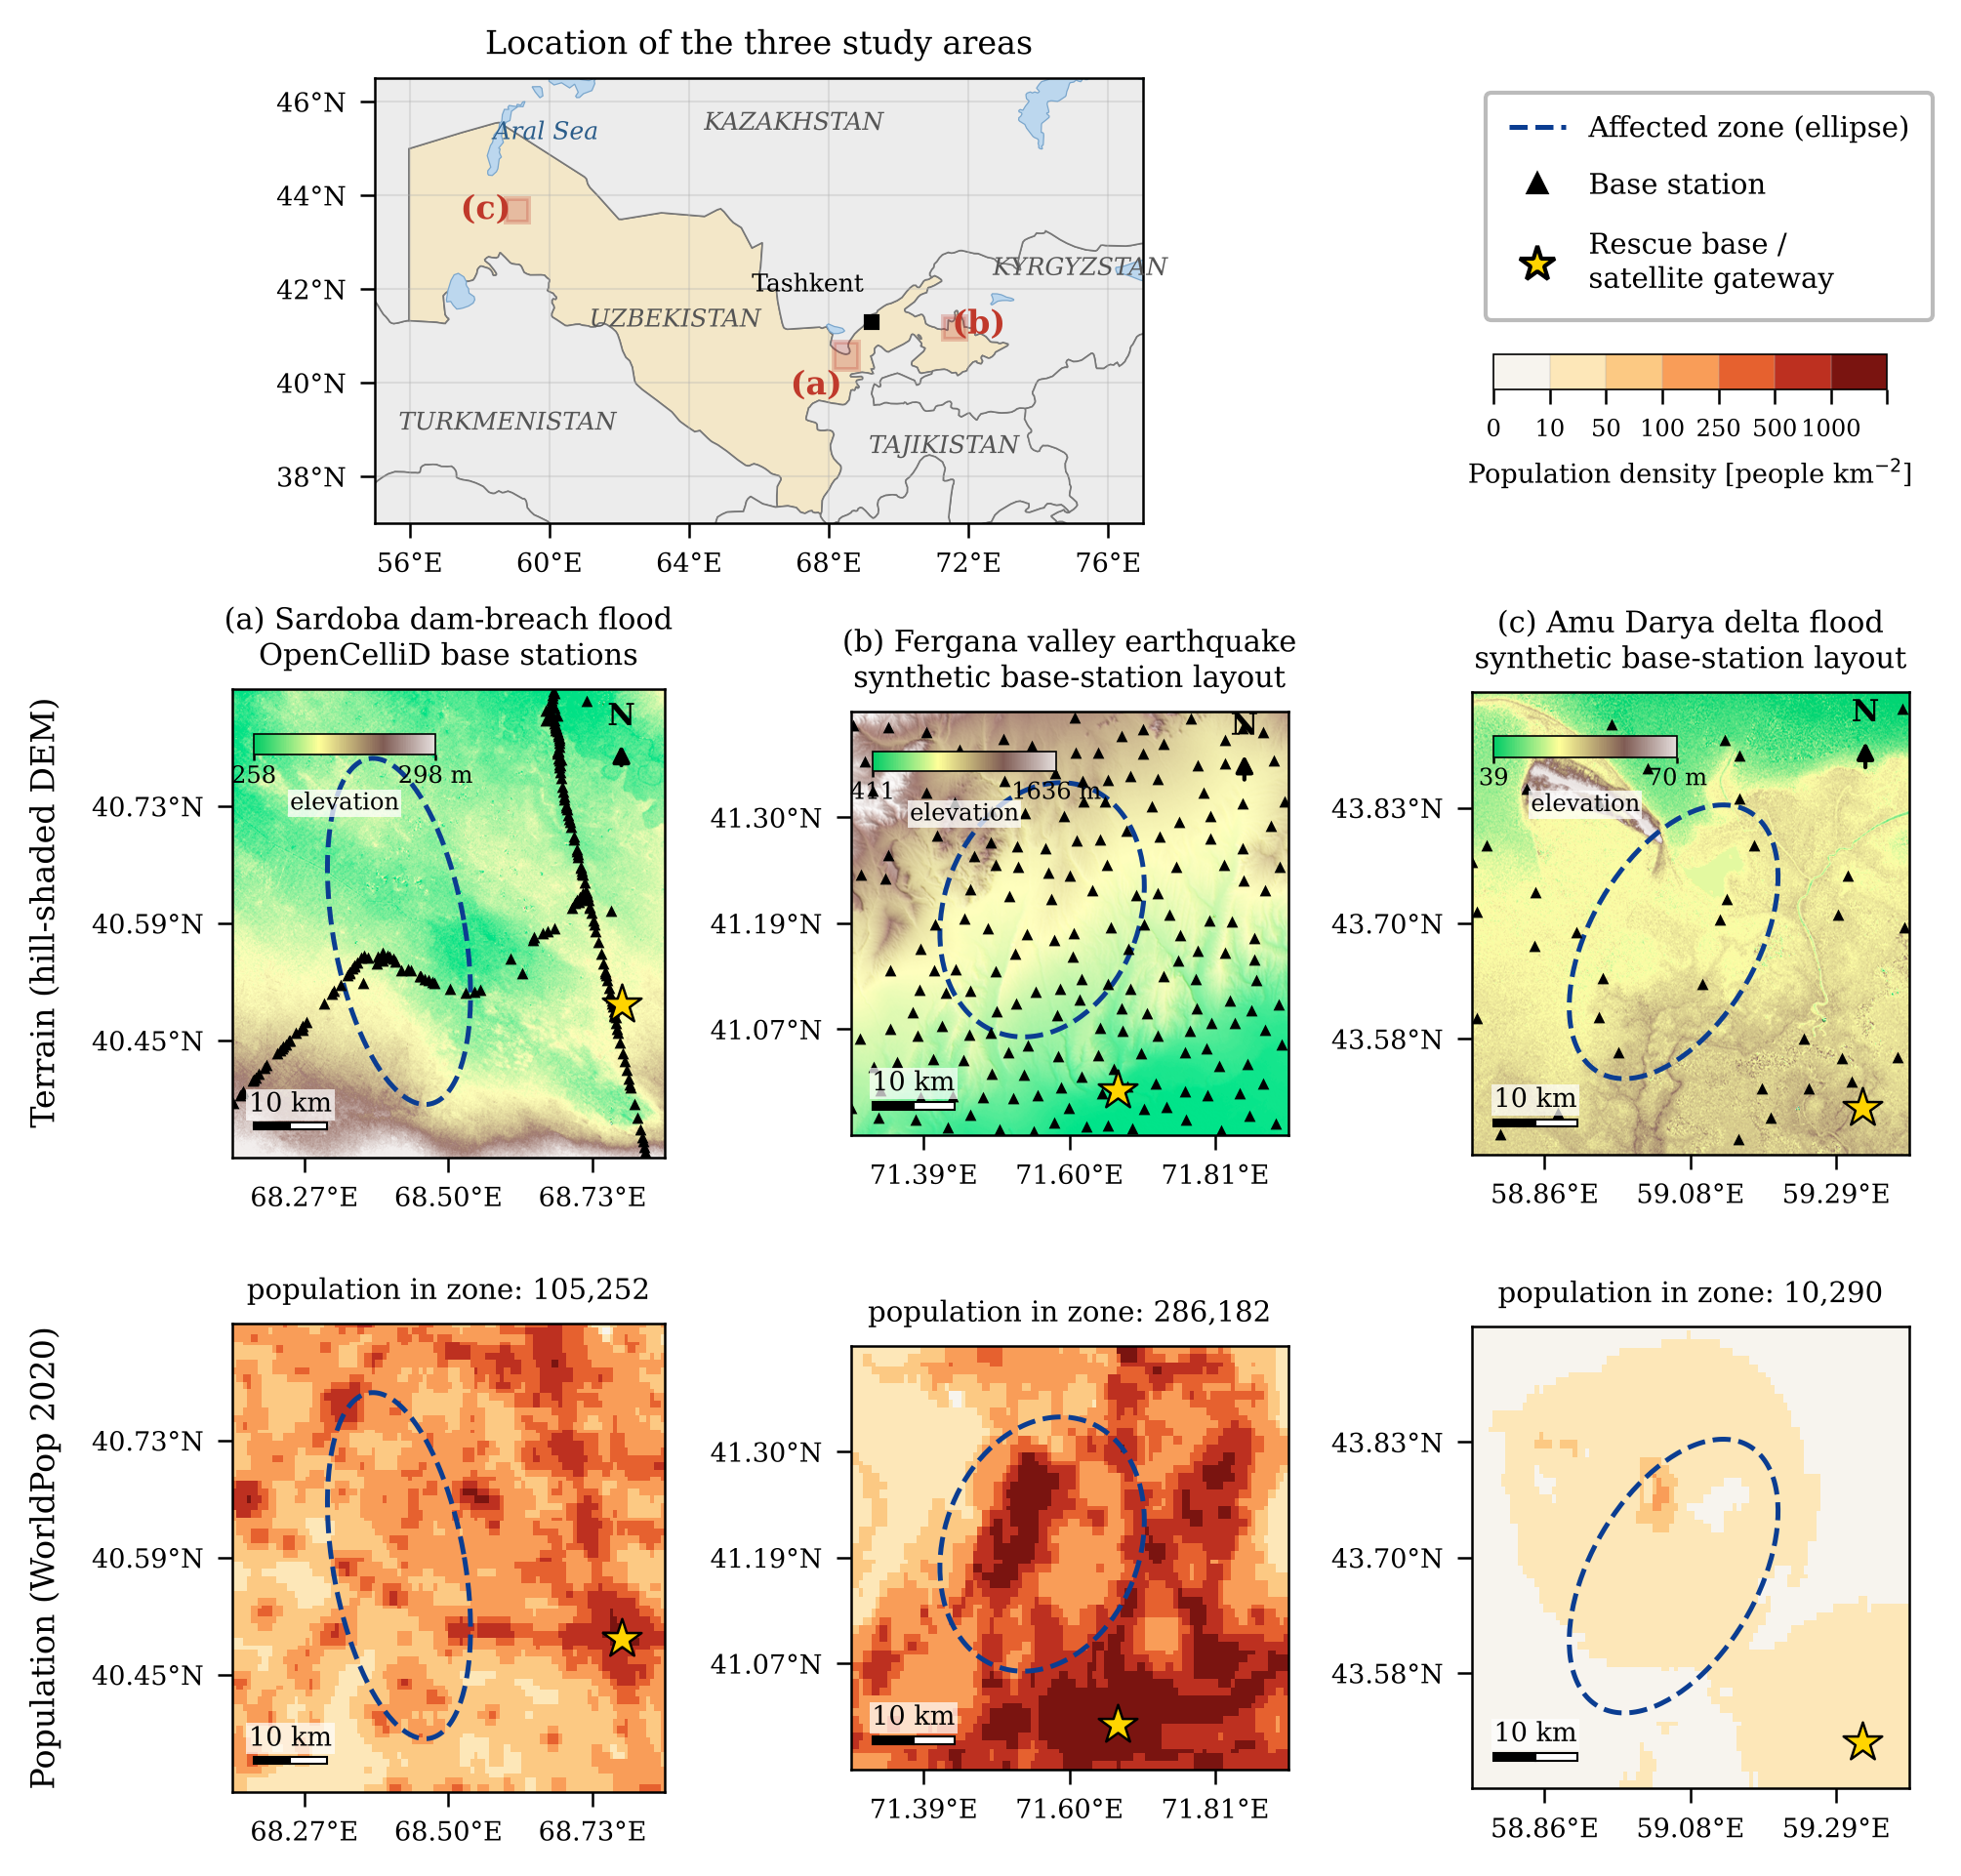 Location of the three study areas
46°N
44°N
42°N
40°N
38°N
56°E
60°E
64°E
68°E
72°E
76°E
Aral Sea
KAZAKHSTAN
(c)
Tashkent
KYRGYZSTAN
UZBEKISTAN
(b)
(a)
TURKMENISTAN
TAJIKISTAN
Affected zone (ellipse)
Base station
Rescue base /
satellite gateway
0 10 50 100 250 500 1000
Population density [people km⁻²]
Terrain (hill-shaded DEM)
(a) Sardoba dam-breach flood
OpenCelliD base stations
N
258
298 m
elevation
40.73°N
40.59°N
40.45°N
10 km
68.27°E
68.50°E
68.73°E
(b) Fergana valley earthquake
synthetic base-station layout
N
411
1636 m
elevation
41.30°N
41.19°N
41.07°N
10 km
71.39°E
71.60°E
71.81°E
(c) Amu Darya delta flood
synthetic base-station layout
N
39
70 m
elevation
43.83°N
43.70°N
43.58°N
10 km
58.86°E
59.08°E
59.29°E
Population (WorldPop 2020)
population in zone: 105,252
40.73°N
40.59°N
40.45°N
10 km
68.27°E
68.50°E
68.73°E
population in zone: 286,182
41.30°N
41.19°N
41.07°N
10 km
71.39°E
71.60°E
71.81°E
population in zone: 10,290
43.83°N
43.70°N
43.58°N
10 km
58.86°E
59.08°E
59.29°E